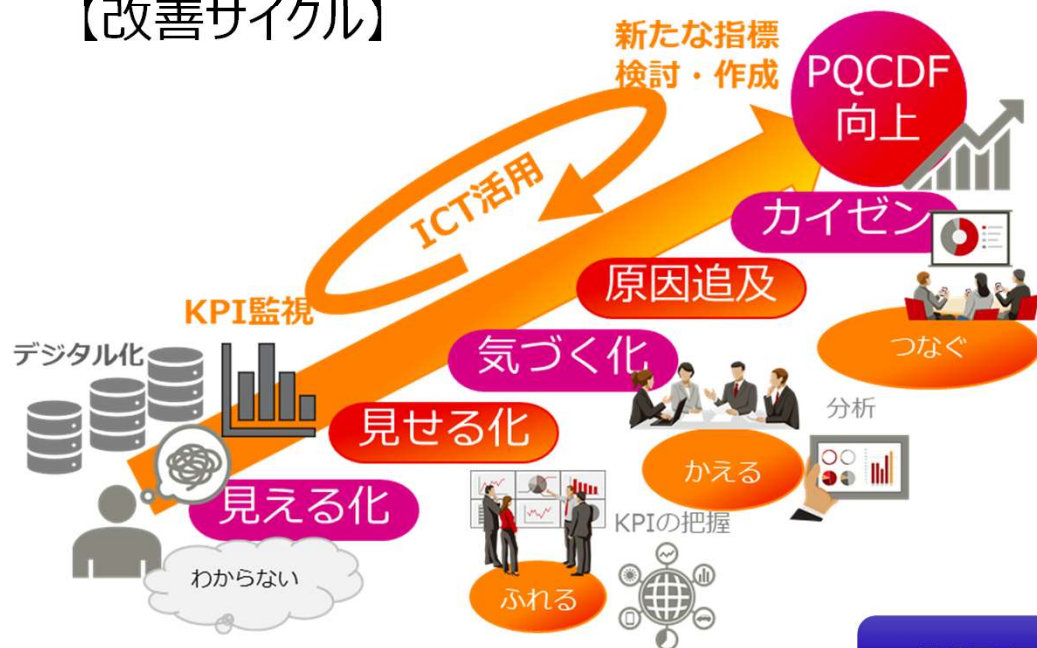 【改善サイクル】
新たな指標
検討・作成
PQCDF
向上
ICT活用
カイゼン
原因追及
KPI監視
つなぐ
デジタル化
気づく化
分析
見せる化
かえる
見える化
KPIの把握
わからない
ふれる